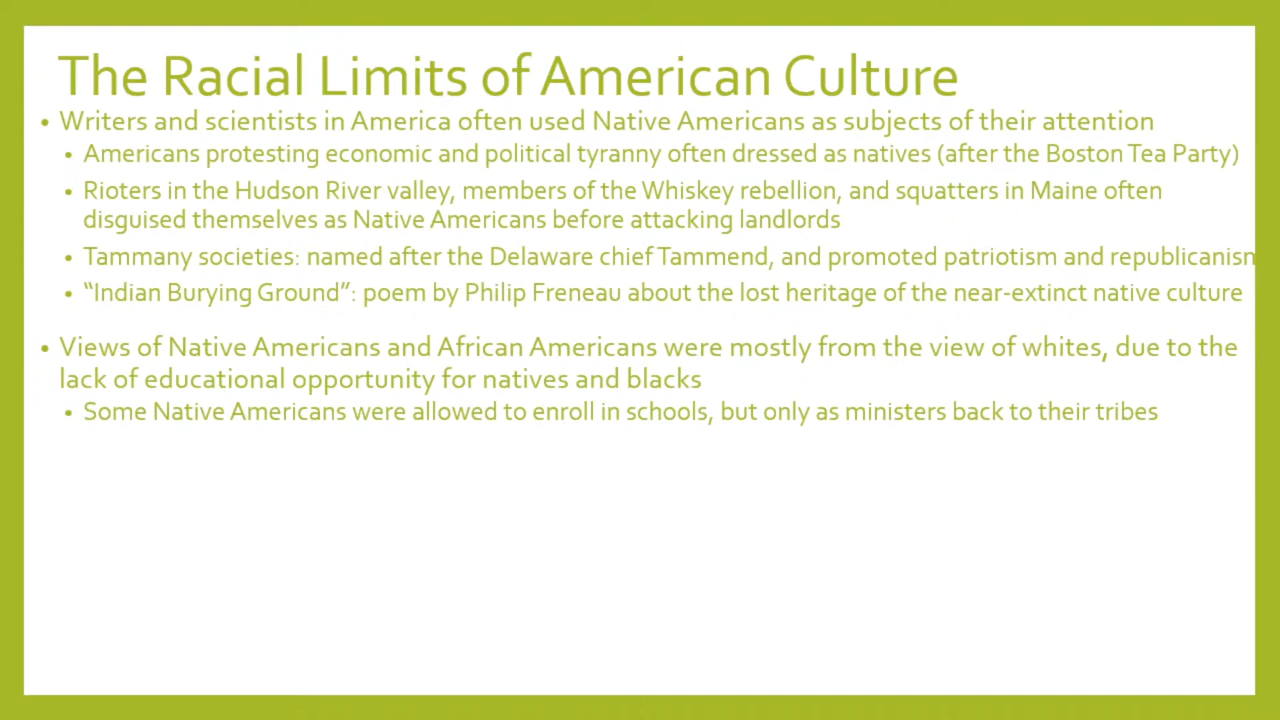 The Racial Limits of American Culture
• Writers and scientists in America often used Native Americans as subjects of their attention
• Americans protesting economic and political tyranny often dressed as natives (after the Boston Tea Party)
• Rioters in the Hudson River valley, members of the Whiskey rebellion, and squatters in Maine often
disguised themselves as Native Americans before attacking landlords
• Tammany societies: named after the Delaware chief Tammend, and promoted patriotism and republicanism
• “Indian Burying Ground”: poem by Philip Freneau about the lost heritage of the near-extinct native culture
• Views of Native Americans and African Americans were mostly from the view of whites, due to the
lack of educational opportunity for natives and blacks
• Some Native Americans were allowed to enroll in schools, but only as ministers back to their tribes